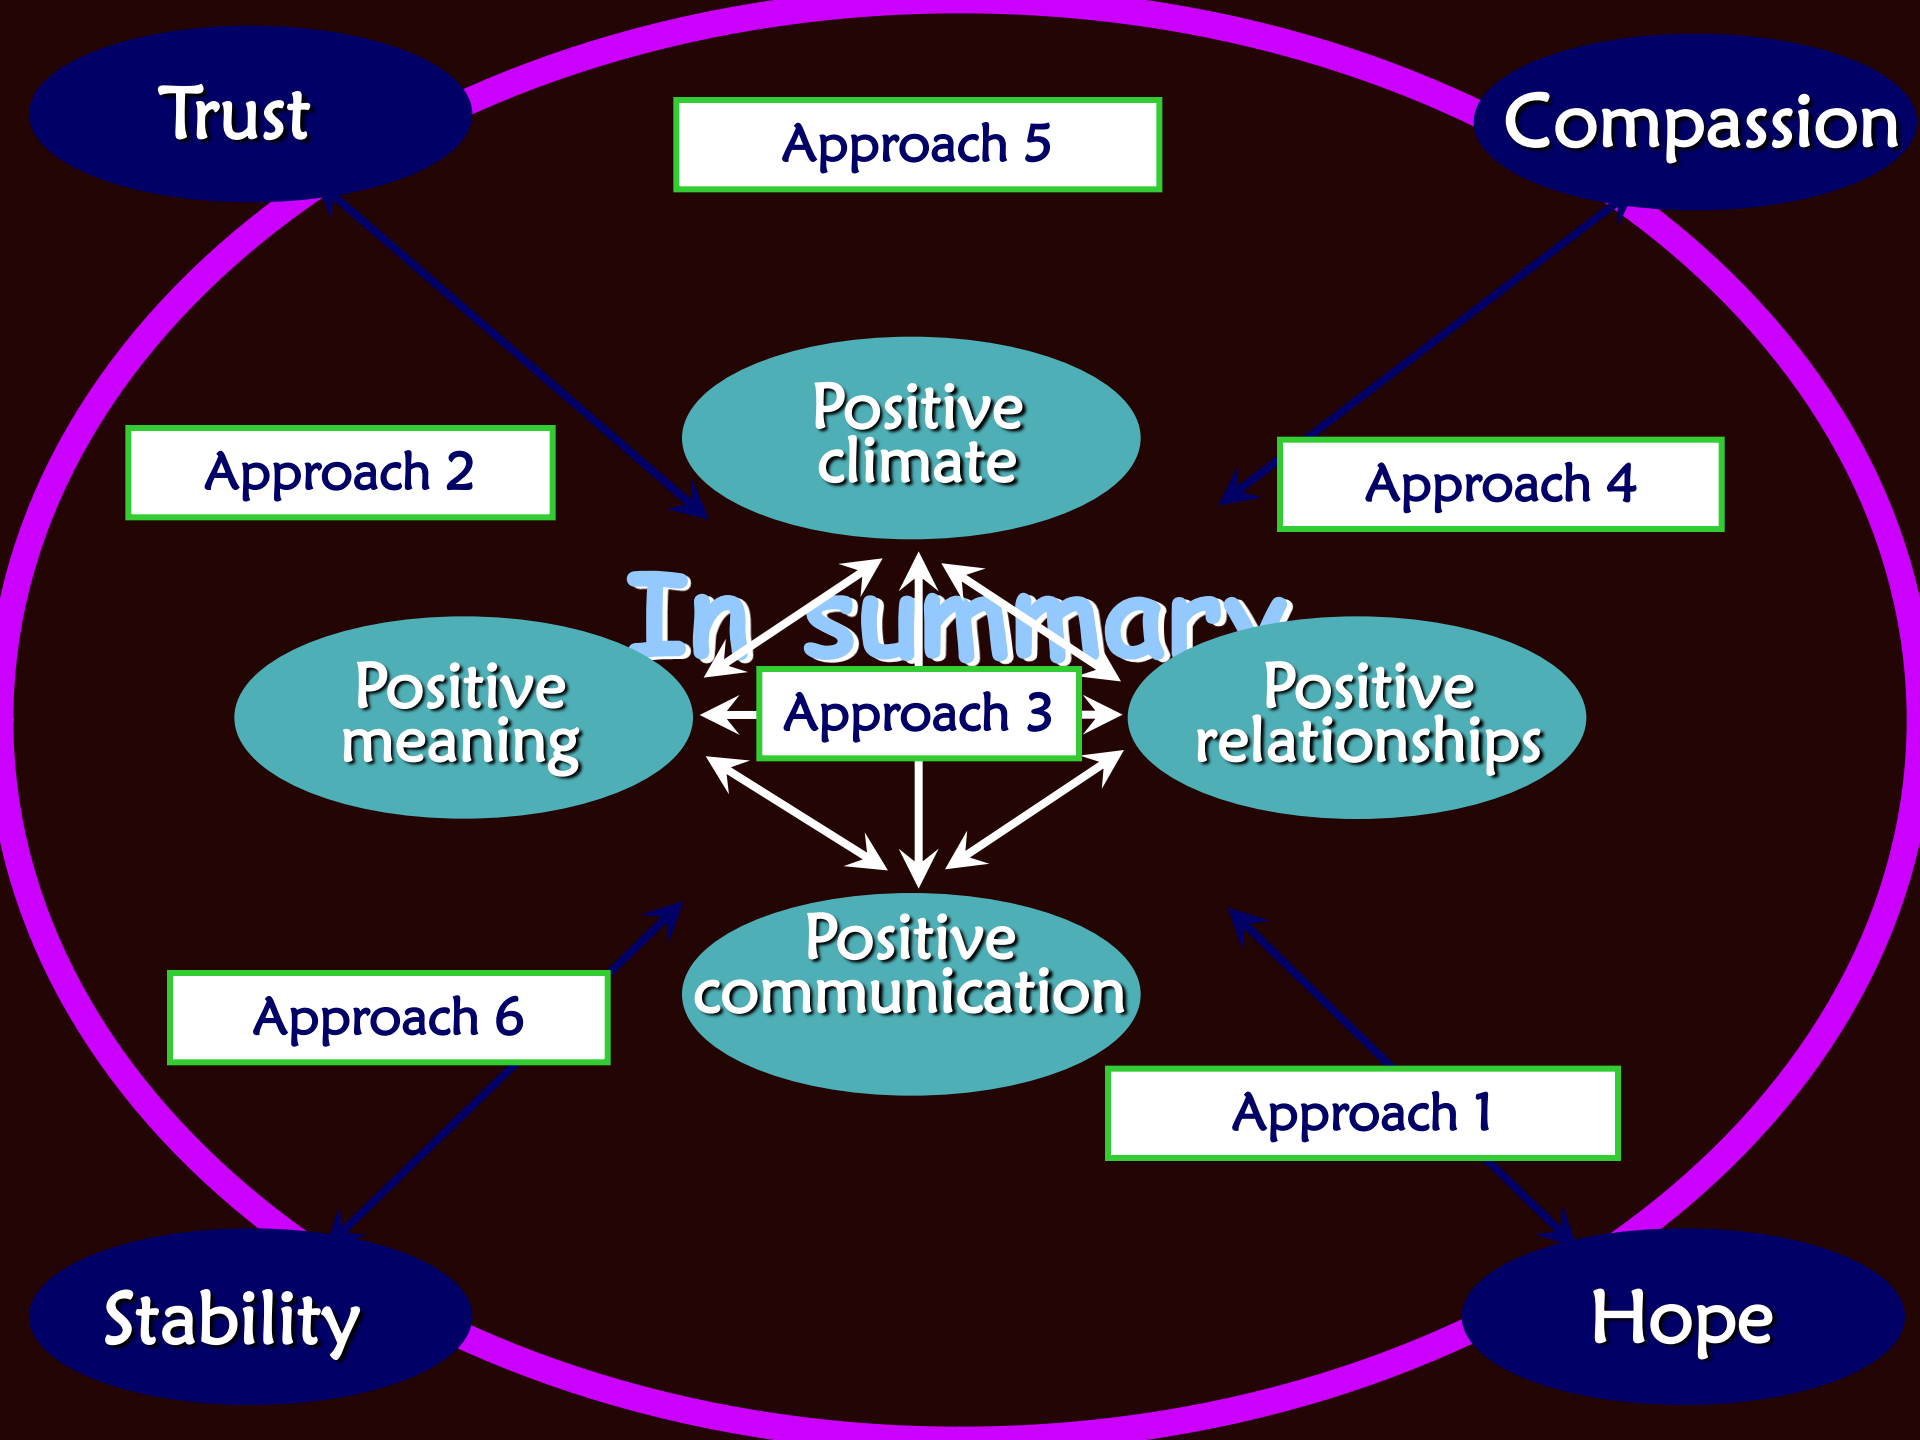 Trust
Compassion
Approach 5
Positive
climate
Approach 2
Approach 4
In summary
Positive
meaning
Approach 3
Positive
relationships
Positive
communication
Approach 6
Approach 1
Stability
Hope